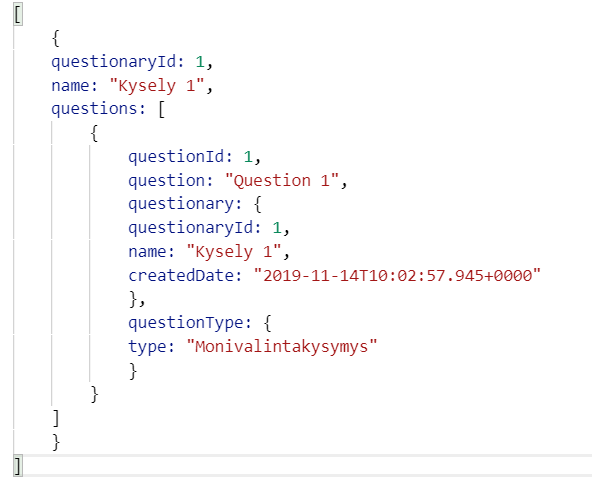 [
{
questionaryId: 1,
name: "Kysely 1",
questions: [
{
questionId: 1,
question: "Question 1",
questionary: {
questionaryId: 1,
name: "Kysely 1",
createdDate: "2019-11-14T10:02:57.945+0000"
},
questionType: {
type: "Monivalintakysymys"
}
}
]
}
]